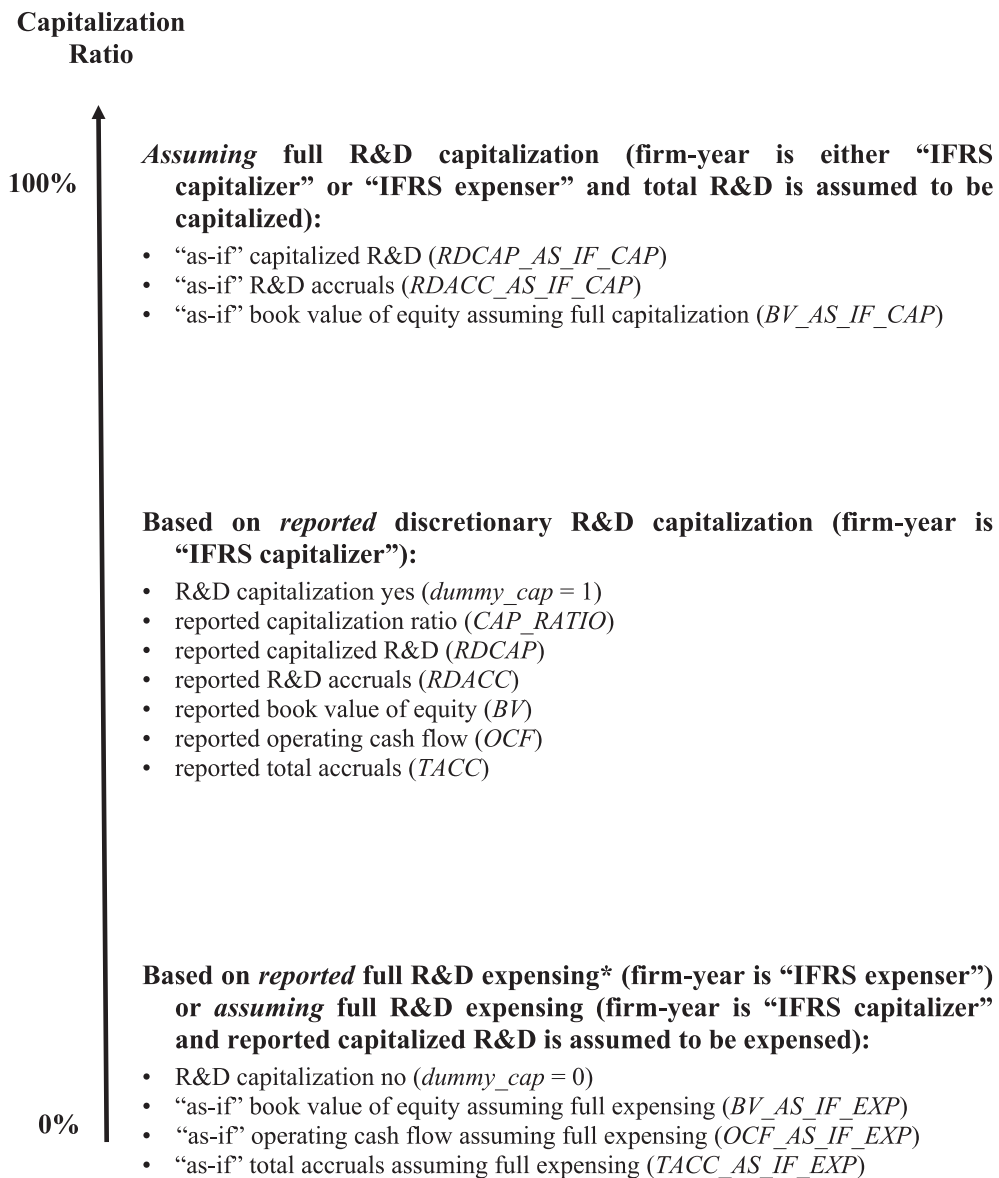 Capitalization
Ratio
100%
Assuming full R&D capitalization (firm-year is either “IFRS
capitalizer” or “IFRS expenser” and total R&D is assumed to be
capitalized):
• “as-if” capitalized R&D (RDCAP_AS_IF_CAP)
• “as-if” R&D accruals (RDACC_AS_IF_CAP)
• “as-if” book value of equity assuming full capitalization (BV_AS_IF_CAP)
Based on reported discretionary R&D capitalization (firm-year is
“IFRS capitalizer”):
• R&D capitalization yes (dummy_cap = 1)
• reported capitalization ratio (CAP_RATIO)
• reported capitalized R&D (RDCAP)
• reported R&D accruals (RDACC)
• reported book value of equity (BV)
• reported operating cash flow (OCF)
• reported total accruals (TACC)
Based on reported full R&D expensing* (firm-year is “IFRS expenser”)
or assuming full R&D expensing (firm-year is “IFRS capitalizer”
and reported capitalized R&D is assumed to be expensed):
• R&D capitalization no (dummy_cap = 0)
• “as-if” book value of equity assuming full expensing (BV_AS_IF_EXP)
0%
• “as-if” operating cash flow assuming full expensing (OCF_AS_IF_EXP)
• “as-if” total accruals assuming full expensing (TACC_AS_IF_EXP)